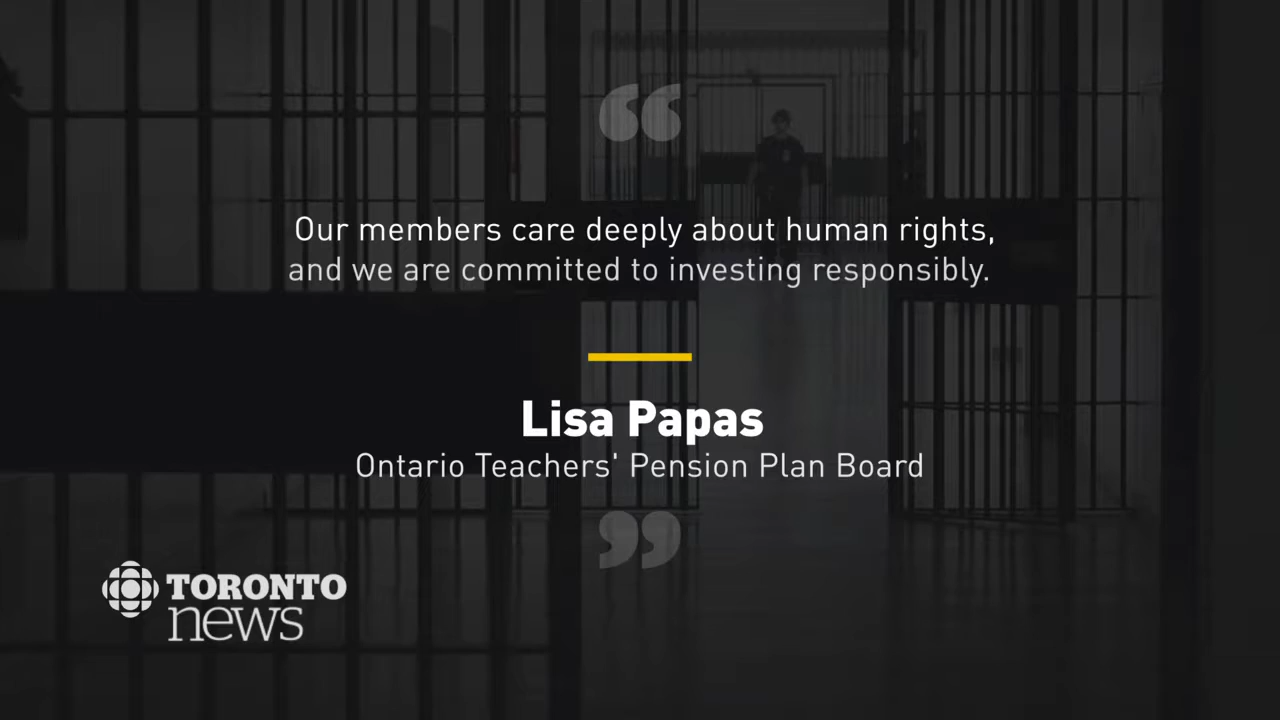 “
Our members care deeply about human rights,
and we are committed to investing responsibly.
Lisa Papas
Ontario Teachers' Pension Plan Board
”
TORONTO
news